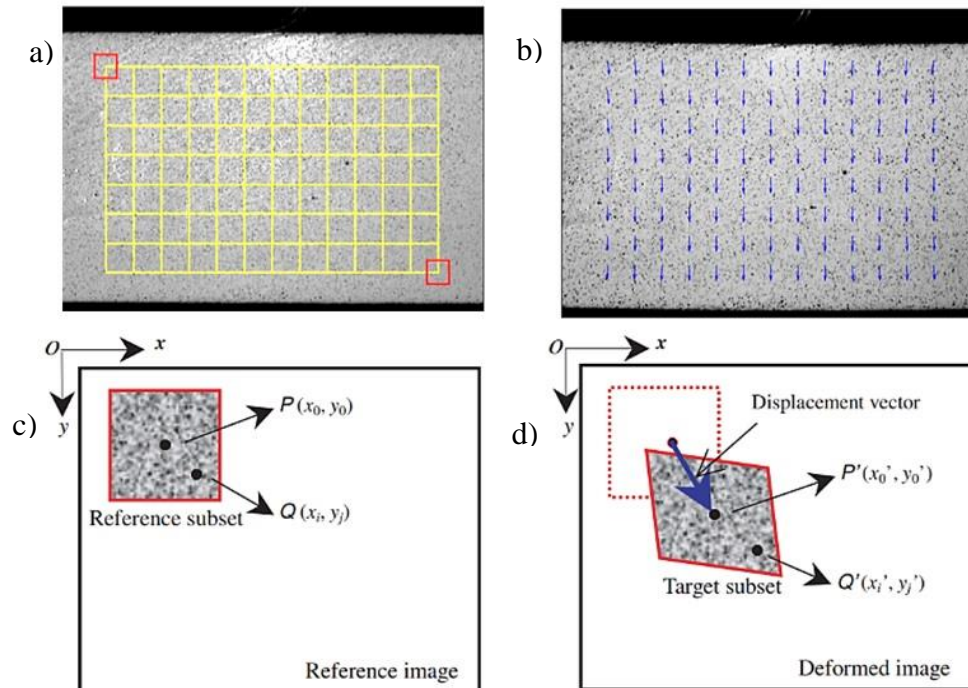 a)
b)
O
x
y
c)
P (x₀, y₀)
Q (xᵢ, yⱼ)
Reference subset
Reference image
O
x
y
d)
Displacement vector
P’ (x₀’, y₀’)
Q’(xᵢ’, yⱼ’)
Target subset
Deformed image